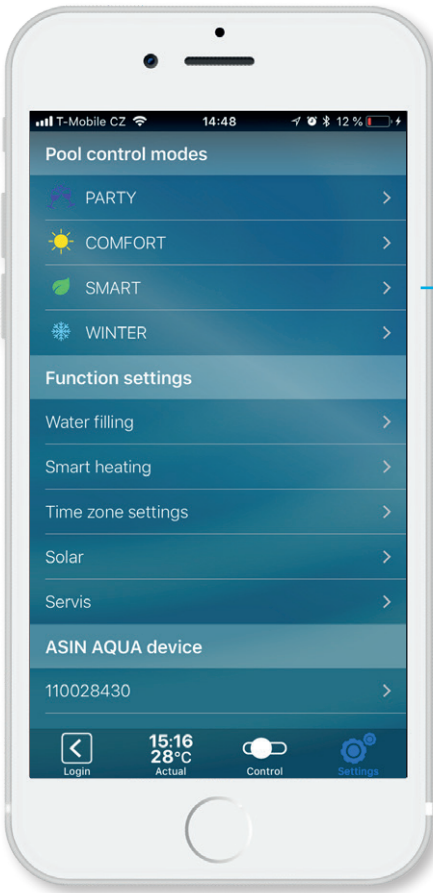 T-Mobile CZ 14:48 12 %
Pool control modes
PARTY
COMFORT
SMART
WINTER
Function settings
Water filling
Smart heating
Time zone settings
Solar
Servis
ASIN AQUA device
110028430
15:16
28°C
Login Actual Control Settings